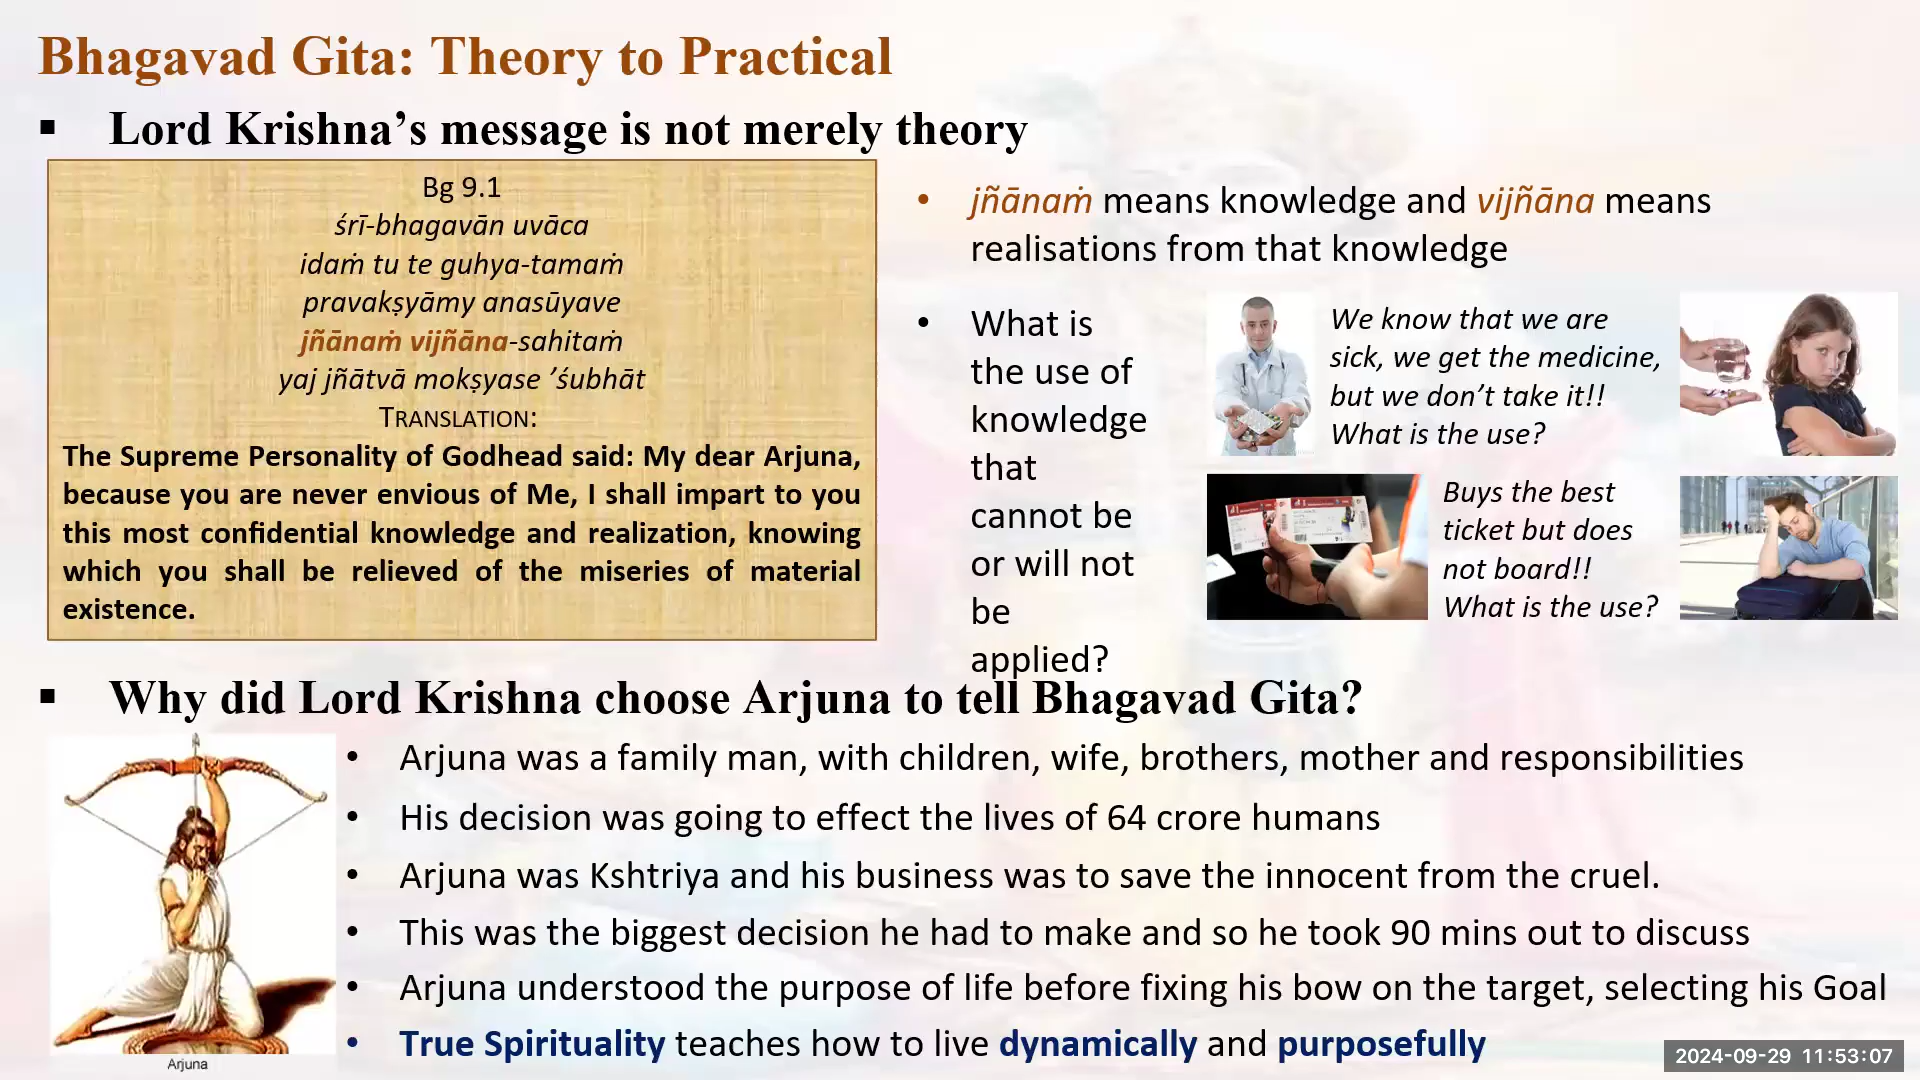 Bhagavad Gita: Theory to Practical
▪ Lord Krishna’s message is not merely theory
Bg 9.1
śrī-bhagavān uvāca
idaṁ tu te guhya-tamaṁ
pravakṣyāmy anasūyave
jñānaṁ vijñāna-sahitaṁ
yaj jñātvā mokṣyase ’śubhāt
TRANSLATION:
The Supreme Personality of Godhead said: My dear Arjuna,
because you are never envious of Me, I shall impart to you
this most confidential knowledge and realization, knowing
which you shall be relieved of the miseries of material
existence.
• jñānaṁ means knowledge and vijñāna means
realisations from that knowledge
• What is
the use of
knowledge
that
cannot be
or will not
be
applied?
We know that we are
sick, we get the medicine,
but we don’t take it!!
What is the use?
Buys the best
ticket but does
not board!!
What is the use?
▪ Why did Lord Krishna choose Arjuna to tell Bhagavad Gita?
• Arjuna was a family man, with children, wife, brothers, mother and responsibilities
• His decision was going to effect the lives of 64 crore humans
• Arjuna was Kshtriya and his business was to save the innocent from the cruel.
• This was the biggest decision he had to make and so he took 90 mins out to discuss
• Arjuna understood the purpose of life before fixing his bow on the target, selecting his Goal
• True Spirituality teaches how to live dynamically and purposefully
Arjuna
2024-09-29 11:53:07